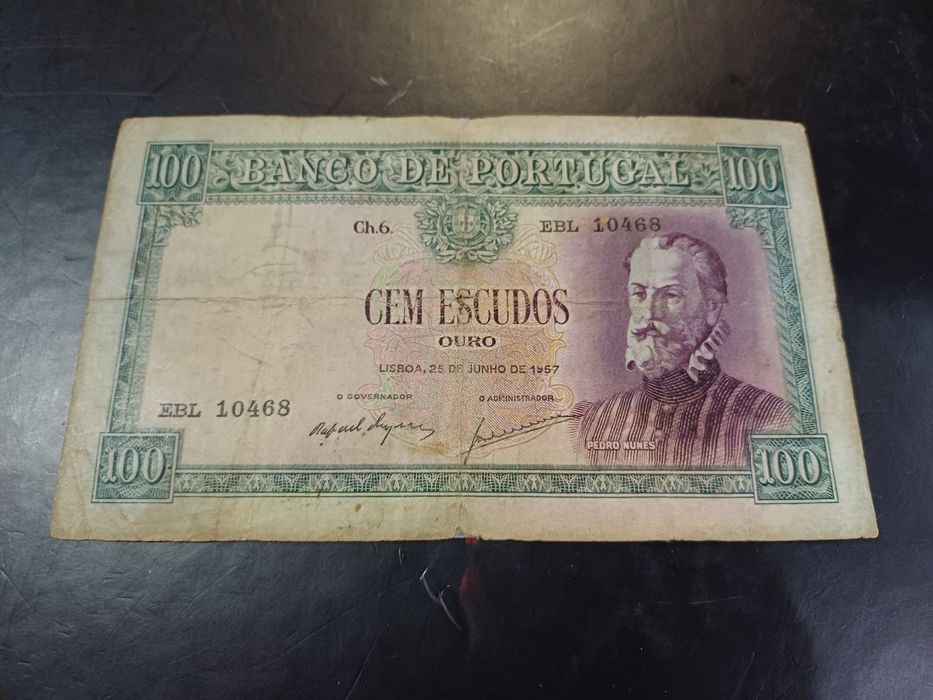 100 BANCO DE PORTUGAL 100
Ch.6. EBL 10468
CEM ESCUDOS
OURO
LISBOA, 25 DE JUNHO DE 1957
O GOVERNADOR O ADMINISTRADOR
EBL 10468
PEDRO NUNES
100 100